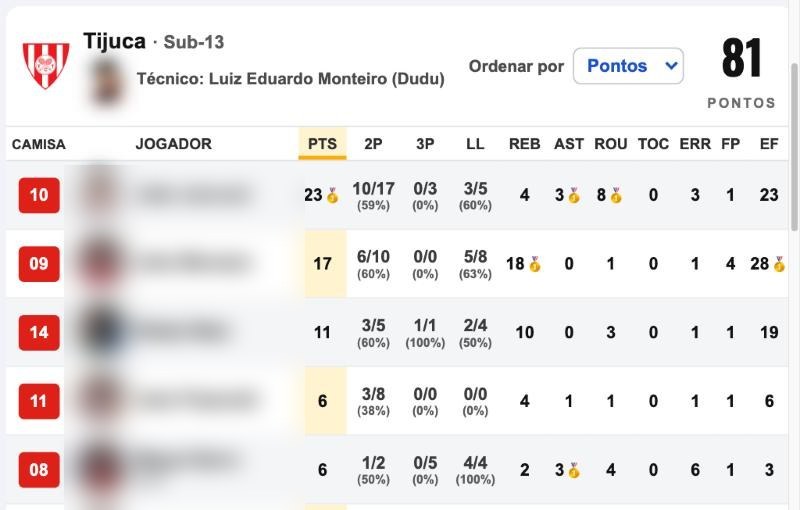 Tijuca · Sub-13
Técnico: Luiz Eduardo Monteiro (Dudu)
Ordenar por
Pontos
81
PONTOS
CAMISA JOGADOR PTS 2P 3P LL REB AST ROU TOC ERR FP EF
10 23🥇 10/17 0/3 3/5 4 3🥇 8🥇 0 3 1 23
(59%) (0%) (60%)
09 17 6/10 0/0 5/8 18🥇 0 1 0 1 4 28🥇
(60%) (0%) (63%)
14 11 3/5 1/1 2/4 10 0 3 0 1 1 19
(60%) (100%) (50%)
11 6 3/8 0/0 0/0 4 1 1 0 1 1 6
(38%) (0%) (0%)
08 6 1/2 0/5 4/4 2 3🥇 4 0 6 1 3
(50%) (0%) (100%)